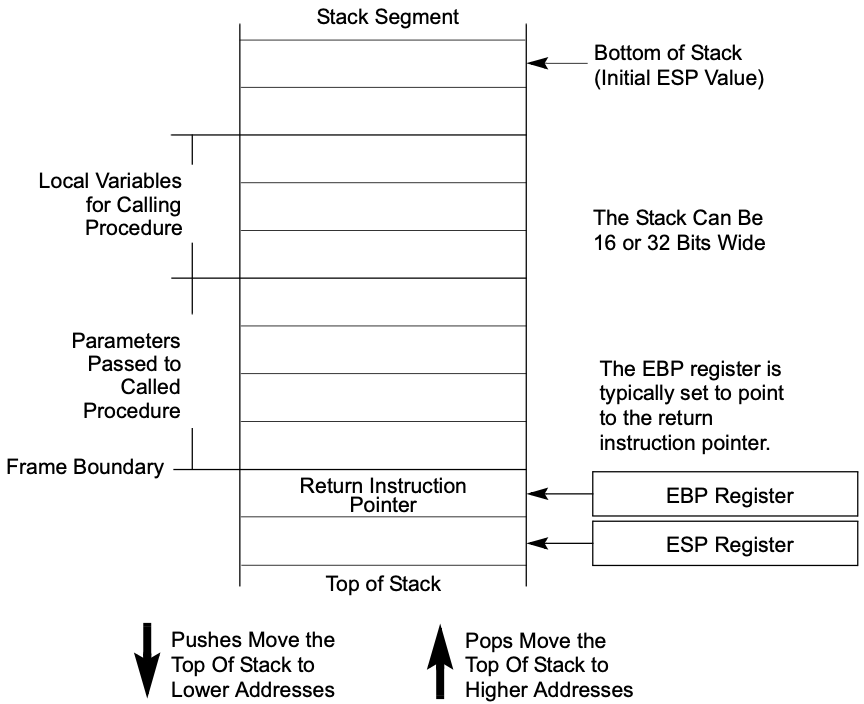 Stack Segment
Bottom of Stack
(Initial ESP Value)
Local Variables
for Calling
Procedure
The Stack Can Be
16 or 32 Bits Wide
Parameters
Passed to
Called
Procedure
The EBP register is
typically set to point
to the return
instruction pointer.
Frame Boundary
Return Instruction
Pointer
EBP Register
ESP Register
Top of Stack
Pushes Move the
Top Of Stack to
Lower Addresses
Pops Move the
Top Of Stack to
Higher Addresses